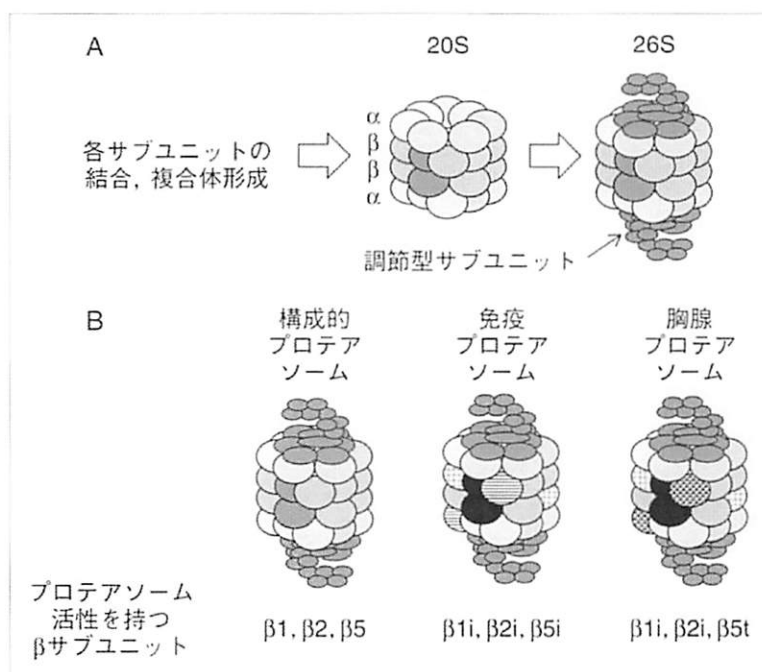 A
20S
26S
α
β
β
α
各サブユニットの
結合, 複合体形成
調節型サブユニット
B
構成的
プロテア
ソーム
免疫
プロテア
ソーム
胸腺
プロテア
ソーム
プロテアソーム
活性を持つ
βサブユニット
β1, β2, β5
β1i, β2i, β5i
β1i, β2i, β5t